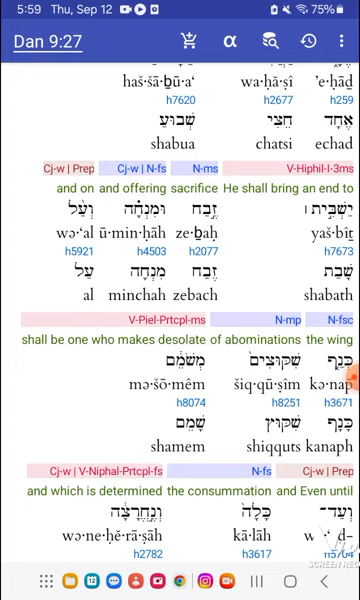 5:59 Thu, Sep 12 75%
Dan 9:27 α
haš·šā·ḇū·a‘ wa·ḥă·ṣî ’e·ḥāḏ
h7620 h2677 h259
שְׁבוּעַ חֵצִי אֶחָד
shabua chatsi echad
Cj-w | Prep Cj-w | N-fs N-ms V-Hiphil-I-3ms
and on and offering sacrifice He shall bring an end to
וְעַ֨ל וּמִנְחָ֗ה זֶ֣בַח יַשְׁבִּ֣ית ׀
wə·‘al ū·min·ḥāh ze·ḇaḥ yaš·bîṯ
h5921 h4503 h2077 h7673
עַל מִנְחָה זֶבַח שָׁבַת
al minchah zebach shabath
V-Piel-Prtcpl-ms N-mp N-fsc
shall be one who makes desolate of abominations the wing
מְשֹׁמֵ֔ם שִׁקּוּצִים֙ כְּנַ֤ף
mə·šō·mêm šiq·qū·ṣîm kə·nap
h8074 h8251 h3671
שָׁמֵם שִׁקּוּץ כָּנָף
shamem shiqquts kanaph
Cj-w | V-Niphal-Prtcpl-fs N-fs Cj-w | Prep
and which is determined the consummation and Even until
וְנֶ֣חֱרָצָ֔ה כָּלָה֙ וְעַד־
wə·ne·ḥĕ·rā·ṣāh kā·lāh
h2782 h3617 h5704